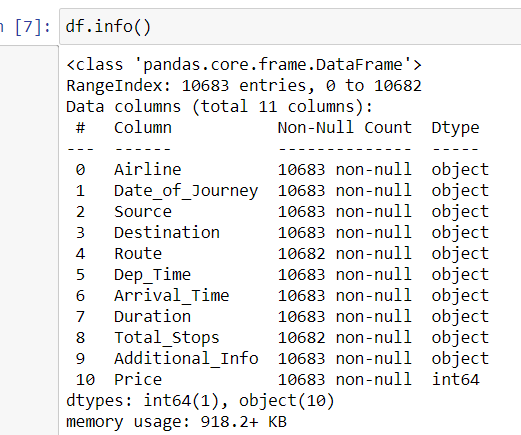 [7]: df.info()
<class 'pandas.core.frame.DataFrame'>
RangeIndex: 10683 entries, 0 to 10682
Data columns (total 11 columns):
 #   Column           Non-Null Count  Dtype
---  ------           --------------  -----
 0   Airline          10683 non-null  object
 1   Date_of_Journey  10683 non-null  object
 2   Source           10683 non-null  object
 3   Destination      10683 non-null  object
 4   Route            10682 non-null  object
 5   Dep_Time         10683 non-null  object
 6   Arrival_Time     10683 non-null  object
 7   Duration         10683 non-null  object
 8   Total_Stops      10682 non-null  object
 9   Additional_Info  10683 non-null  object
 10  Price            10683 non-null  int64
dtypes: int64(1), object(10)
memory usage: 918.2+ KB